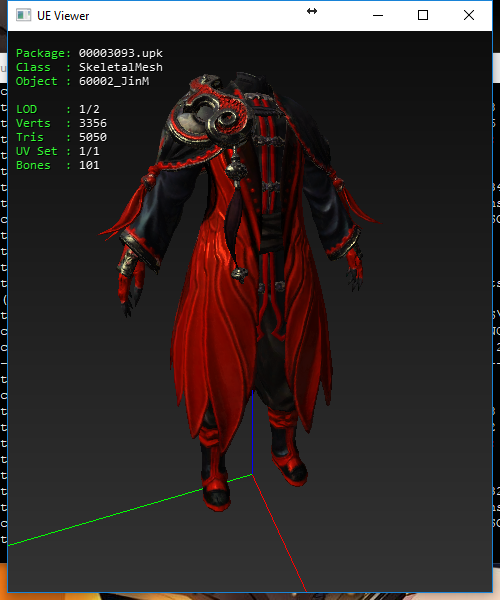 UE Viewer
Package: 00003093.upk
Class : SkeletalMesh
Object : 60002_JinM
LOD : 1/2
Verts : 3356
Tris : 5050
UV Set : 1/1
Bones : 101